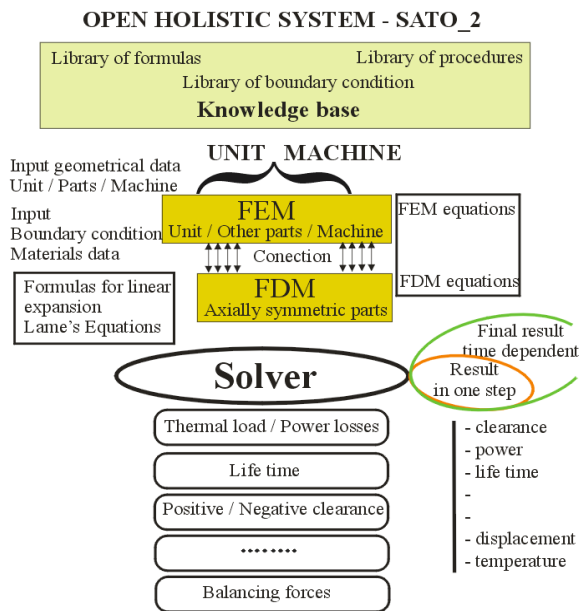 OPEN HOLISTIC SYSTEM - SATO_2
Library of formulas
Library of procedures
Library of boundary condition
Knowledge base
UNIT MACHINE
Input geometrical data
Unit / Parts / Machine
Input
Boundary condition
Materials data
FEM
Unit / Other parts / Machine
Conection
FDM
Axially symmetric parts
FEM equations
FDM equations
Formulas for linear
expansion
Lame's Equations
Final result
time dependent
Result
in one step
Solver
Thermal load / Power losses
Life time
Positive / Negative clearance
........
Balancing forces
- clearance
- power
- life time
-
-
- displacement
- temperature